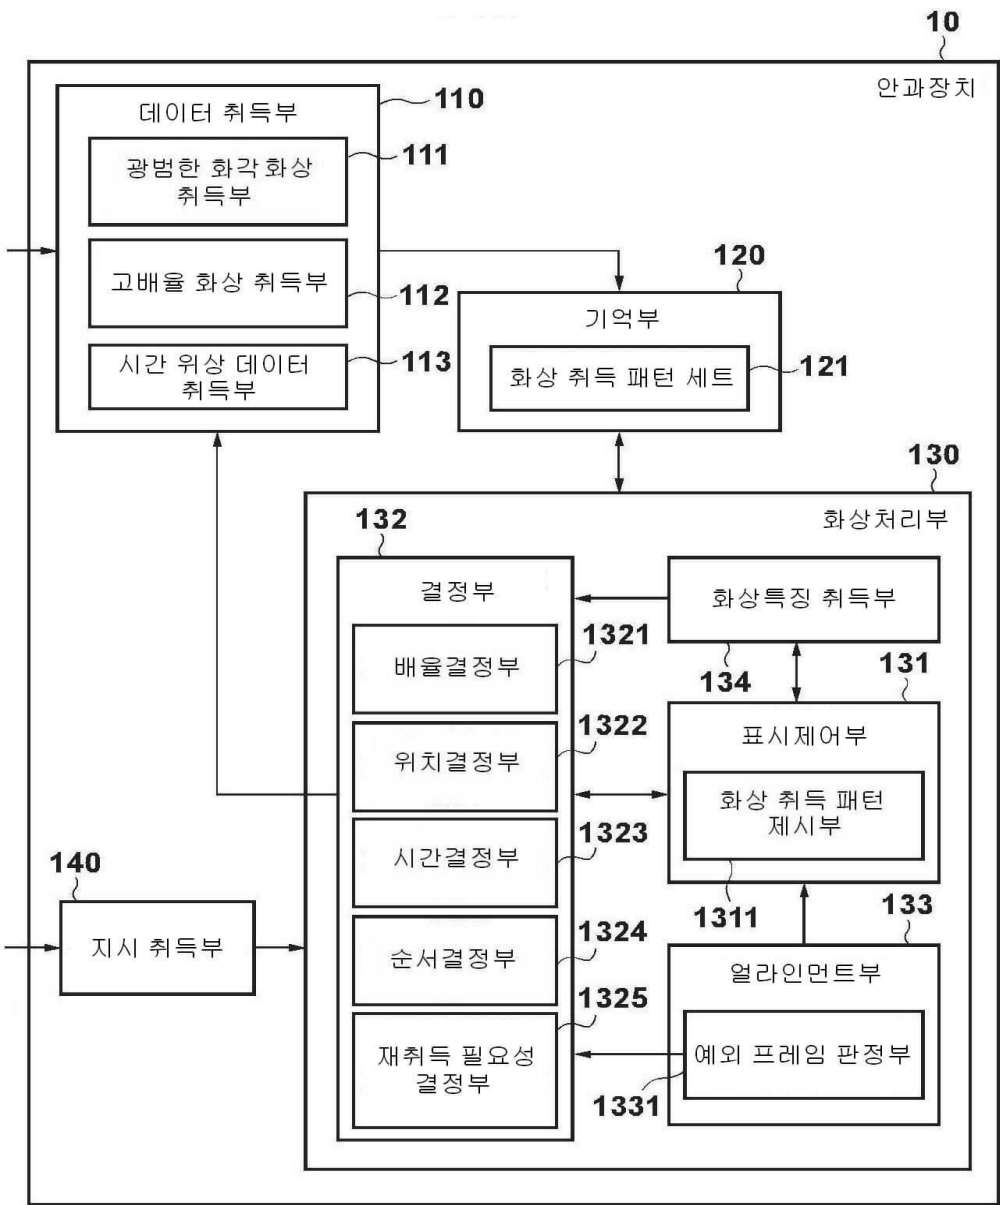 10
안과장치
110
데이터 취득부
111
광범한 화각 화상
취득부
고배율 화상 취득부
112
113
시간 위상 데이터
취득부
120
기억부
화상 취득 패턴 세트
121
130
화상처리부
132
결정부
화상특징 취득부
1321
134
131
배율결정부
1322
표시제어부
위치결정부
화상 취득 패턴
제시부
1323
시간결정부
140
1311
133
지시 취득부
1324
순서결정부
얼라인먼트부
1325
예외 프레임 판정부
재취득 필요성
결정부
1331